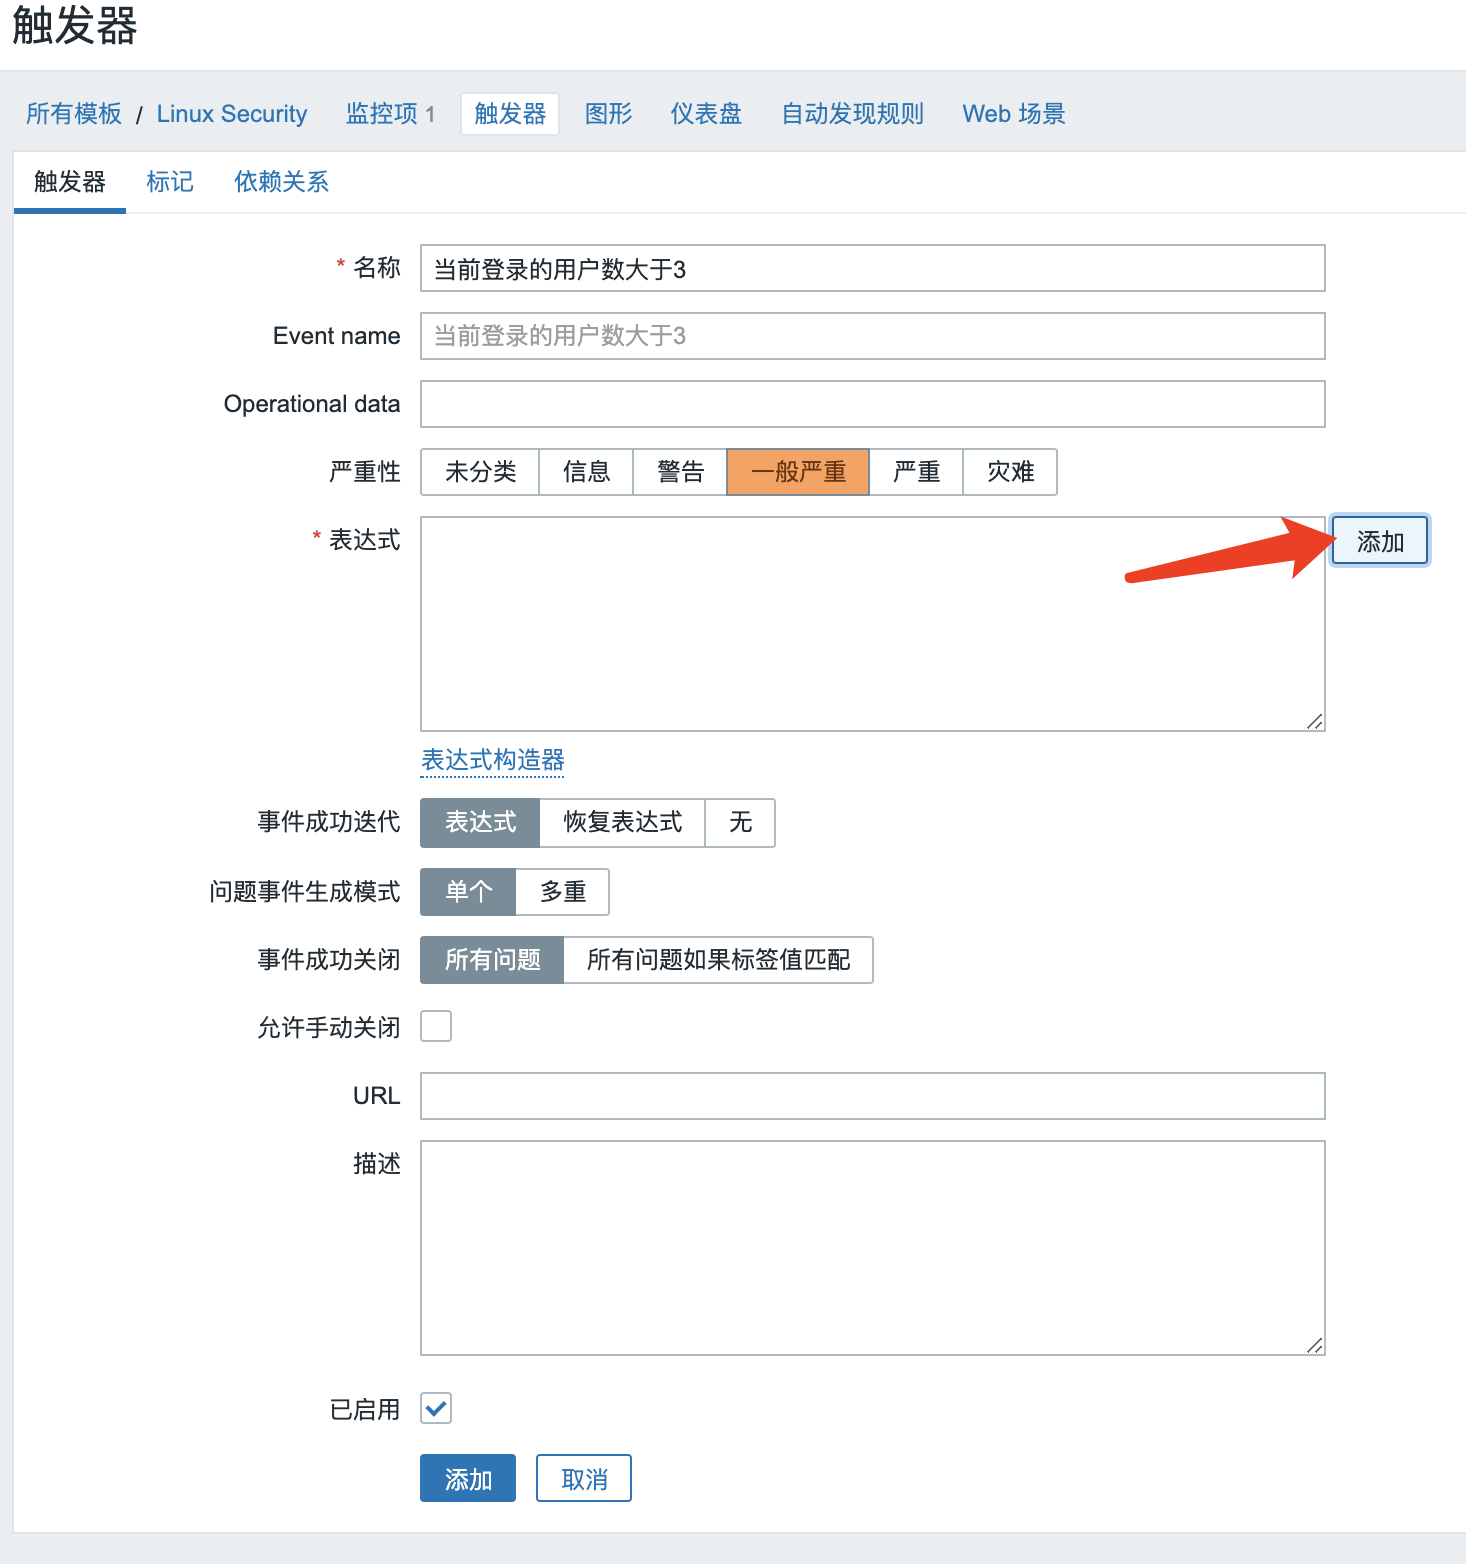 触发器
所有模板 / Linux Security 监控项 1 触发器 图形 仪表盘 自动发现规则 Web 场景
触发器 标记 依赖关系
* 名称 当前登录的用户数大于3
Event name 当前登录的用户数大于3
Operational data
严重性 未分类 信息 警告 一般严重 严重 灾难
* 表达式 添加
表达式构造器
事件成功迭代 表达式 恢复表达式 无
问题事件生成模式 单个 多重
事件成功关闭 所有问题 所有问题如果标签值匹配
允许手动关闭
URL
描述
已启用
添加 取消